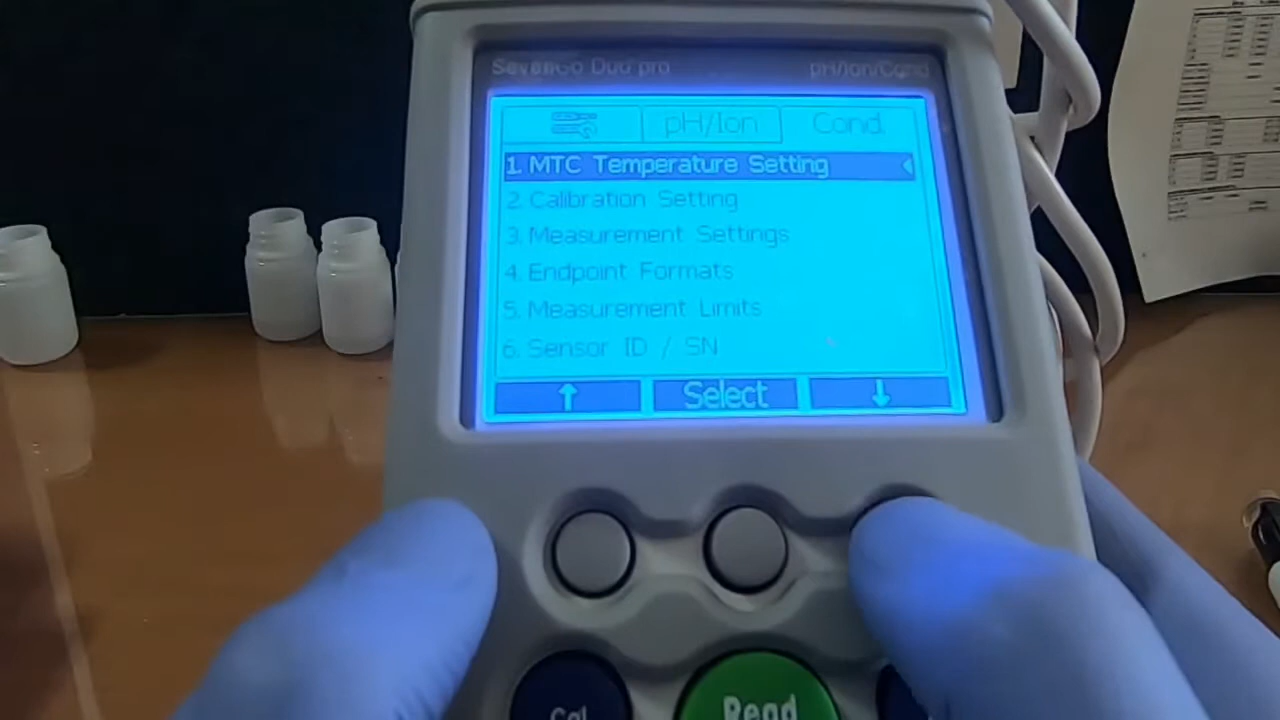 SevenGo Duo pro pH/Ion/Cond
pH/Ion Cond.
1. MTC Temperature Setting
2. Calibration Setting
3. Measurement Settings
4. Endpoint Formats
5. Measurement Limits
6. Sensor ID / SN
↑ Select ↓
Cal Read